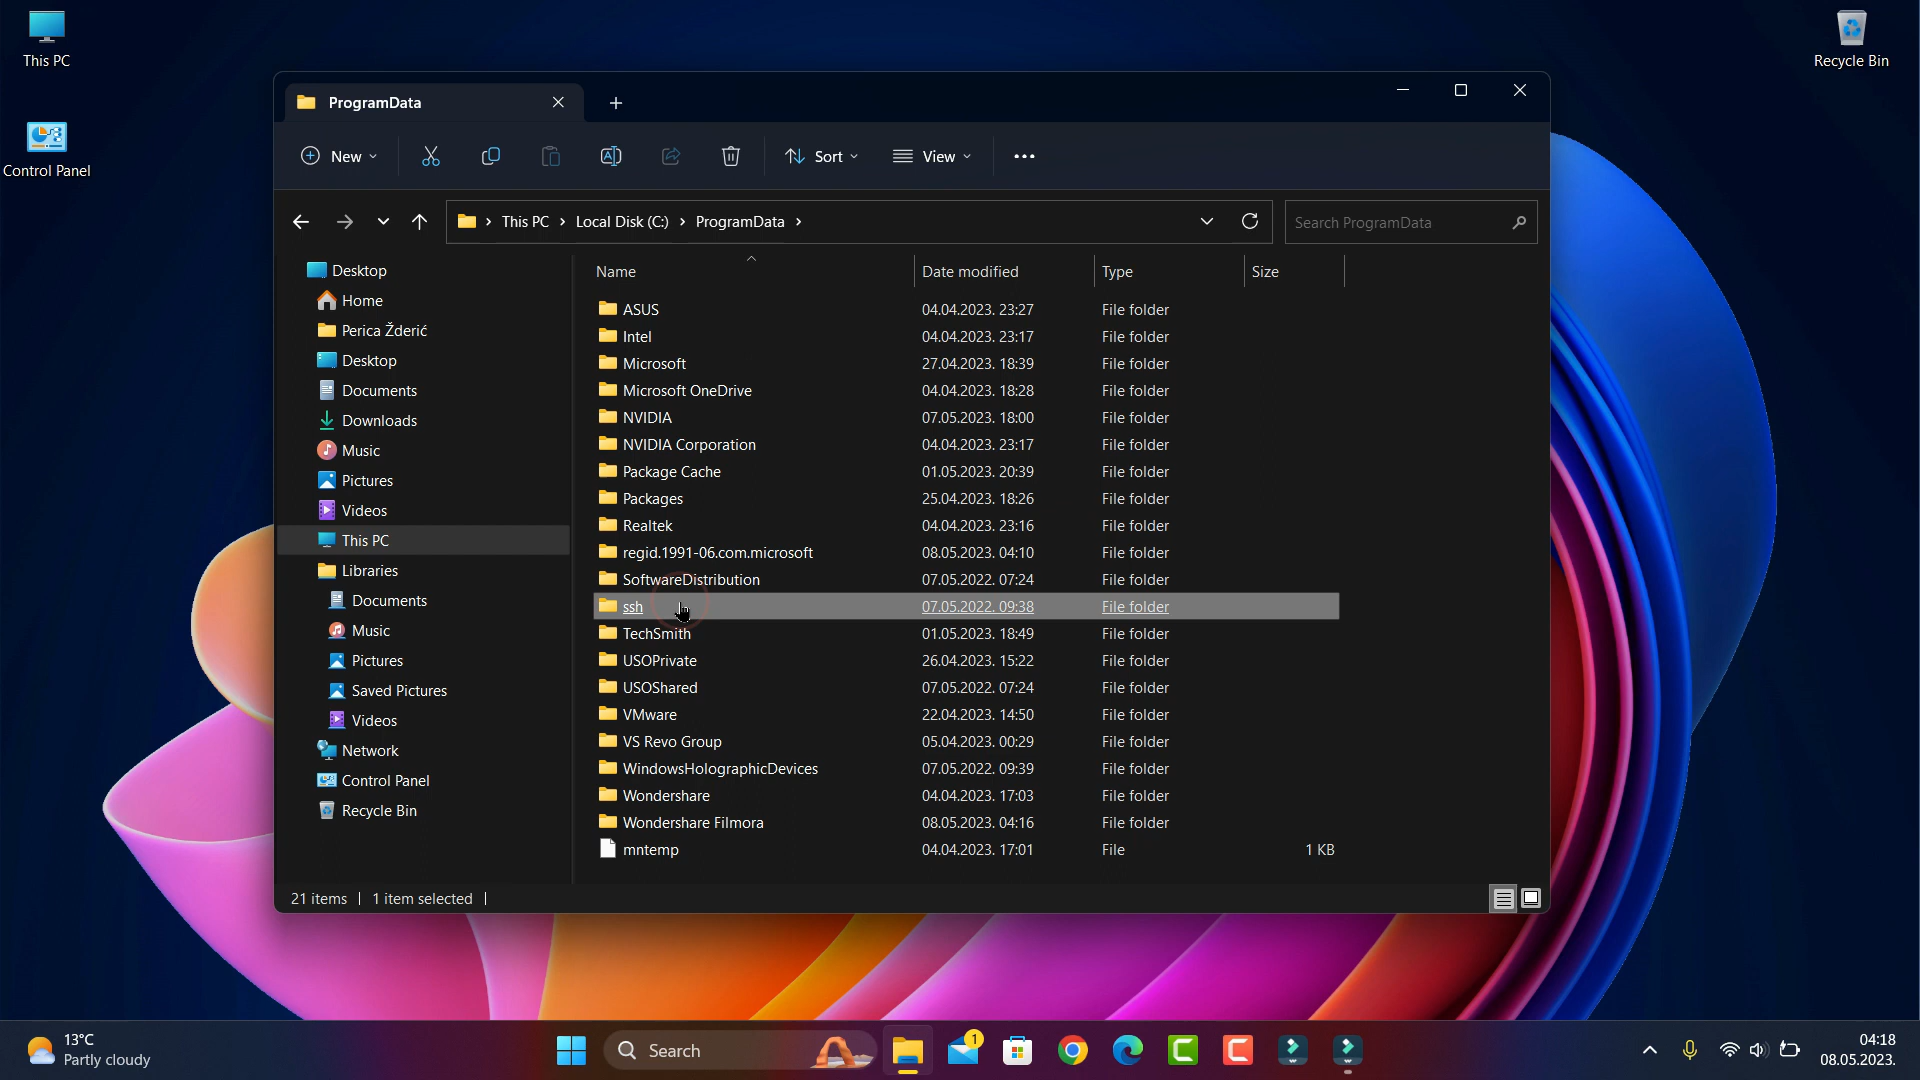 This PC
Recycle Bin
Control Panel
ProgramData
New
Sort
View
This PC
Local Disk (C:)
ProgramData
Search ProgramData
Desktop
Home
Perica Žderić
Desktop
Documents
Downloads
Music
Pictures
Videos
This PC
Libraries
Documents
Music
Pictures
Saved Pictures
Videos
Network
Control Panel
Recycle Bin
Name Date modified Type Size
ASUS 04.04.2023. 23:27 File folder
Intel 04.04.2023. 23:17 File folder
Microsoft 27.04.2023. 18:39 File folder
Microsoft OneDrive 04.04.2023. 18:28 File folder
NVIDIA 07.05.2023. 18:00 File folder
NVIDIA Corporation 04.04.2023. 23:17 File folder
Package Cache 01.05.2023. 20:39 File folder
Packages 25.04.2023. 18:26 File folder
Realtek 04.04.2023. 23:16 File folder
regid.1991-06.com.microsoft 08.05.2023. 04:10 File folder
SoftwareDistribution 07.05.2022. 07:24 File folder
ssh 07.05.2022. 09:38 File folder
TechSmith 01.05.2023. 18:49 File folder
USOPrivate 26.04.2023. 15:22 File folder
USOShared 07.05.2022. 07:24 File folder
VMware 22.04.2023. 14:50 File folder
VS Revo Group 05.04.2023. 00:29 File folder
WindowsHolographicDevices 07.05.2022. 09:39 File folder
Wondershare 04.04.2023. 17:03 File folder
Wondershare Filmora 08.05.2023. 04:16 File folder
mntemp 04.04.2023. 17:01 File 1 KB
21 items 1 item selected
13°C
Partly cloudy
Search
1
04:18
08.05.2023.